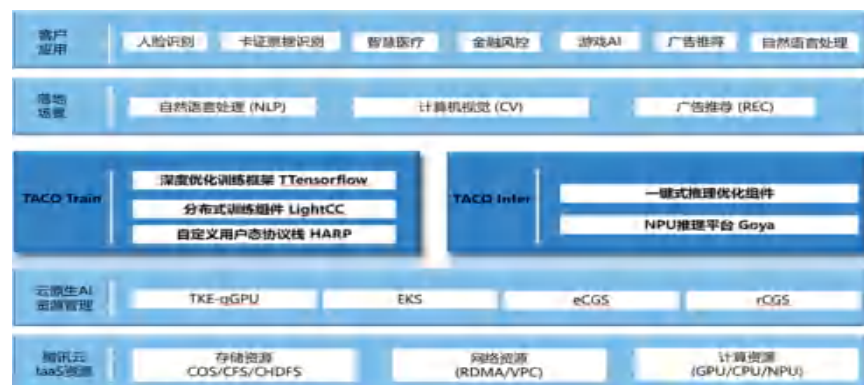 客户
应用
人脸识别 卡证票据识别 智慧医疗 金融风控 游戏AI 广告推荐 自然语言处理
落地
场景
自然语言处理 (NLP) 计算机视觉 (CV) 广告推荐 (REC)
TACO Train
深度优化训练框架 TTensorflow
分布式训练组件 LightCC
自定义用户态协议栈 HARP
TACO Infer
一键式推理优化组件
NPU推理平台 Goya
云原生AI
资源管理
TKE-qGPU EKS eCGS rCGS
腾讯云
IaaS资源
存储资源
COS/CFS/CHDFS
网络资源
(RDMA/VPC)
计算资源
(GPU/CPU/NPU)